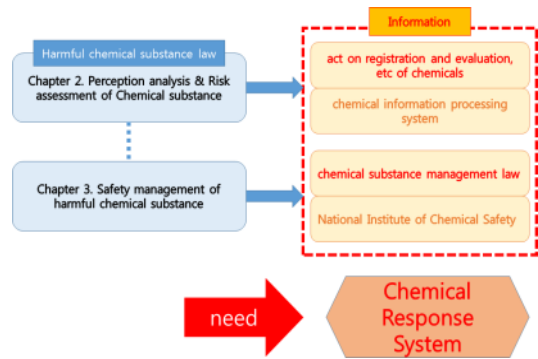 Harmful chemical substance law
Chapter 2. Perception analysis & Risk
assessment of Chemical substance
Chapter 3. Safety management of
harmful chemical substance
Information
act on registration and evaluation,
etc of chemicals
chemical information processing
system
chemical substance management law
National Institute of Chemical Safety
need
Chemical
Response
System